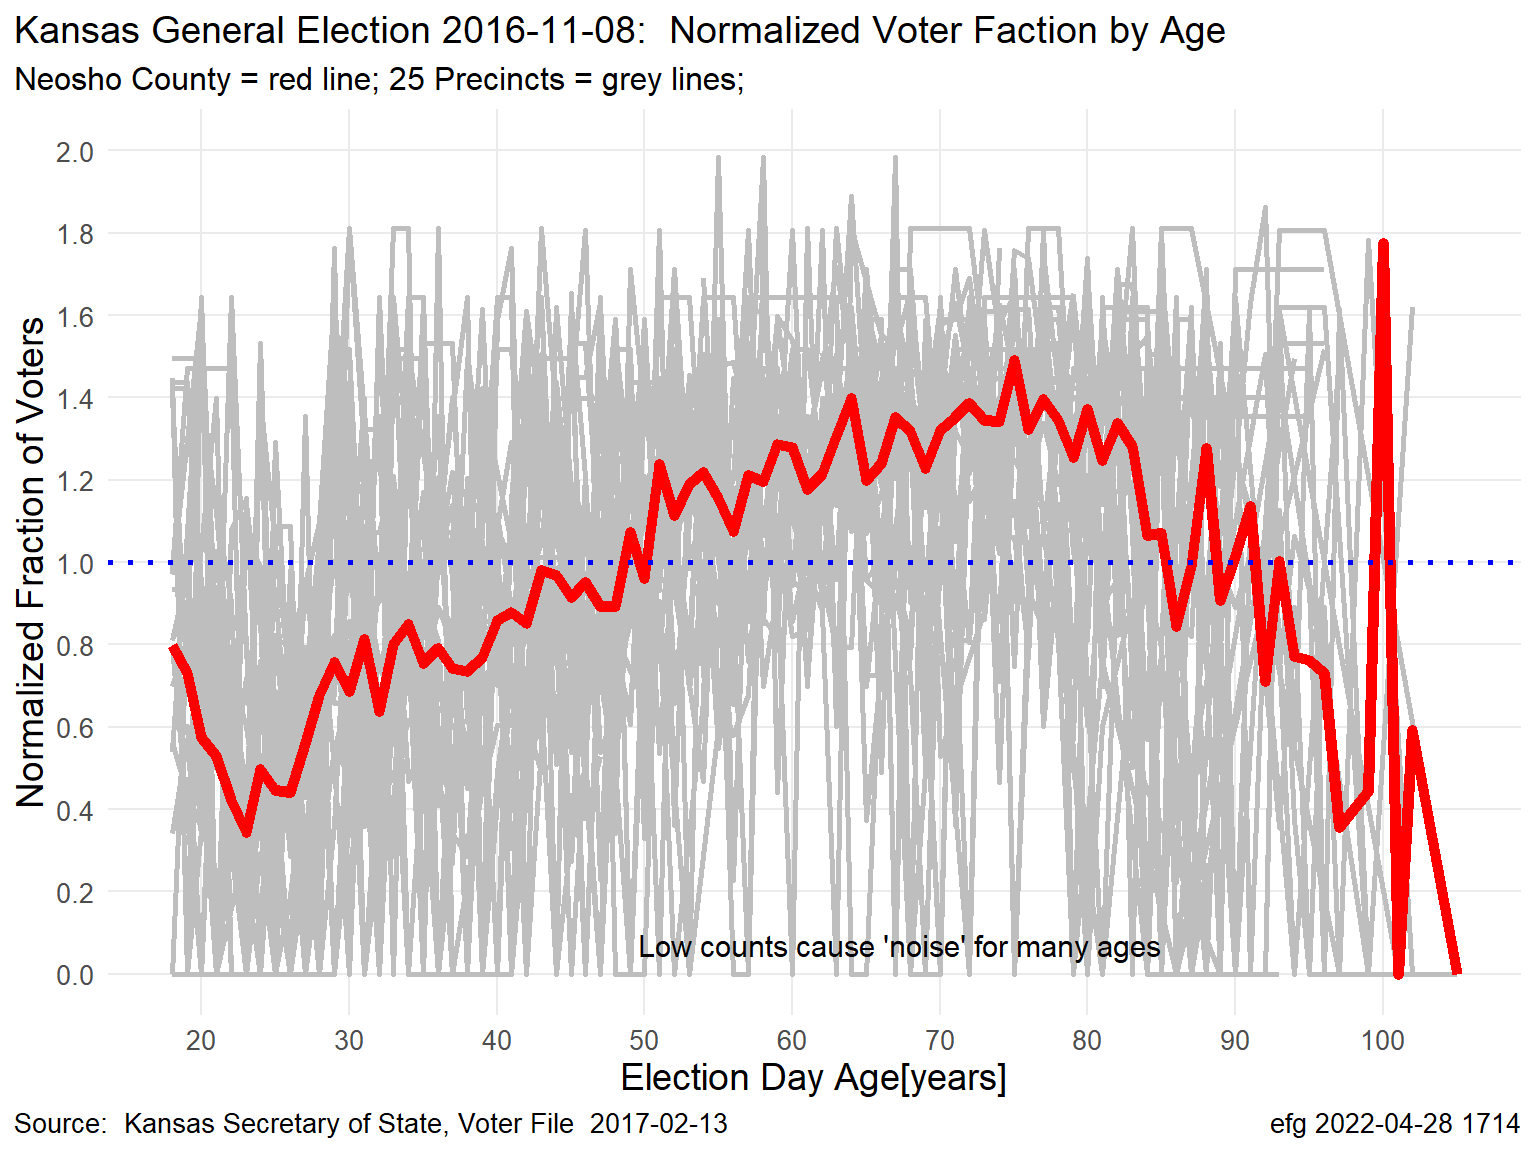 Kansas General Election 2016-11-08:  Normalized Voter Faction by Age
Neosho County = red line; 25 Precincts = grey lines;
Normalized Fraction of Voters
2.0
1.8
1.6
1.4
1.2
1.0
0.8
0.6
0.4
0.2
0.0
Low counts cause 'noise' for many ages
20 30 40 50 60 70 80 90 100
Election Day Age[years]
Source:  Kansas Secretary of State, Voter File  2017-02-13
efg 2022-04-28 1714